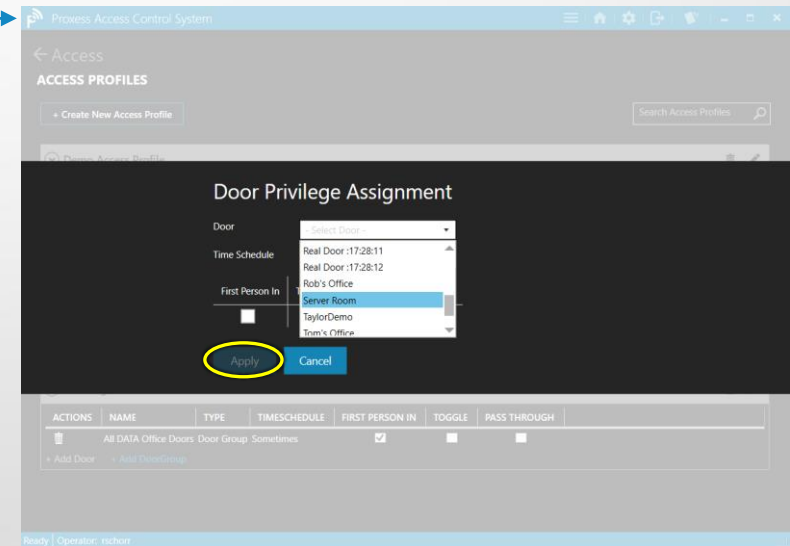 Proxess Access Control System
Access
ACCESS PROFILES
+ Create New Access Profile
Search Access Profiles
Demo Access Profile
Door Privilege Assignment
Door
- Select Door -
Time Schedule
Real Door :17:28:11
Real Door :17:28:12
Rob's Office
First Person In
Server Room
TaylorDemo
Tom's Office
Apply
Cancel
ACTIONS NAME TYPE TIMESCHEDULE FIRST PERSON IN TOGGLE PASS THROUGH
All DATA Office Doors Door Group Sometimes
+ Add Door + Add DoorGroup
Ready Operator: rschorr